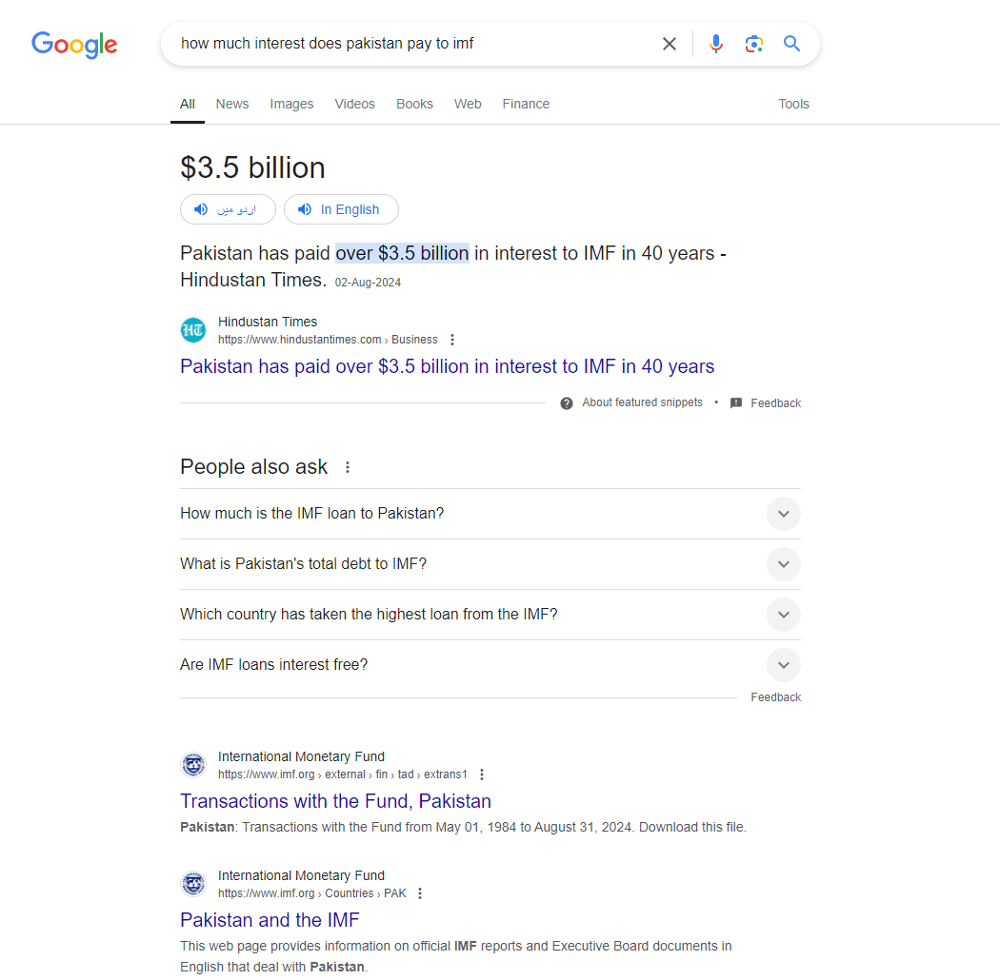 Google
how much interest does pakistan pay to imf
All News Images Videos Books Web Finance Tools
$3.5 billion
اردو میں In English
Pakistan has paid over $3.5 billion in interest to IMF in 40 years -
Hindustan Times. 02-Aug-2024
HT
Hindustan Times
https://www.hindustantimes.com › Business
Pakistan has paid over $3.5 billion in interest to IMF in 40 years
About featured snippets • Feedback
People also ask
How much is the IMF loan to Pakistan?
What is Pakistan's total debt to IMF?
Which country has taken the highest loan from the IMF?
Are IMF loans interest free?
Feedback
International Monetary Fund
https://www.imf.org › external › fin › tad › extrans1
Transactions with the Fund, Pakistan
Pakistan: Transactions with the Fund from May 01, 1984 to August 31, 2024. Download this file.
International Monetary Fund
https://www.imf.org › Countries › PAK
Pakistan and the IMF
This web page provides information on official IMF reports and Executive Board documents in
English that deal with Pakistan.